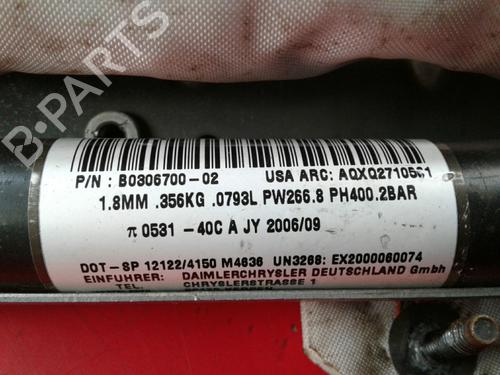 B-PARTS
P/N : B0306700-02 USA ARC:
1.8MM .356KG .0793L PW266.8 PH400.2BAR
π 0531 -40C A JY 2006/09
DOT-SP 12122/4150 M4636 UN3268: EX2000060074
EINFUHRER: DAIMLERCHRYSLER DEUTSCHLAND GmbH
TEL. CHRYSLERSTRASSE 1